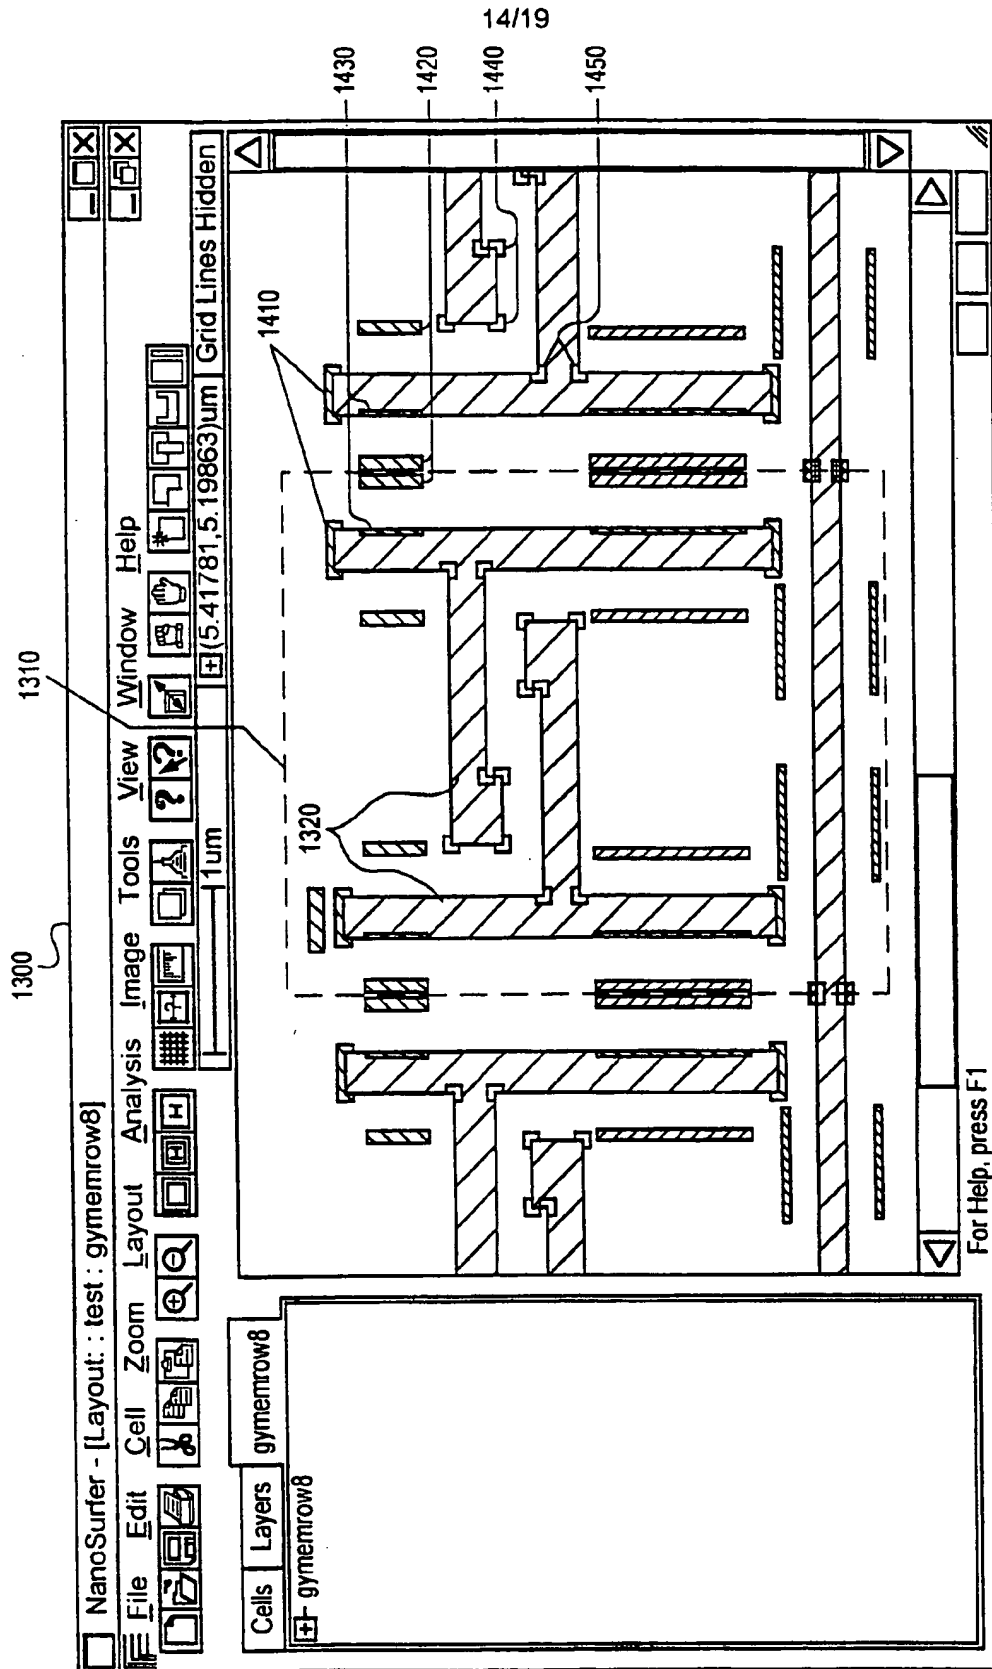 14/19
1300
1310
NanoSurfer - [Layout: : test : gymemrow8]
File Edit Cell Zoom Layout Analysis Image Tools View Window Help
1um
(5.41781,5.19863)um Grid Lines Hidden
Cells Layers gymemrow8
gymemrow8
1320
1410
1430
1420
1440
1450
For Help, press F1